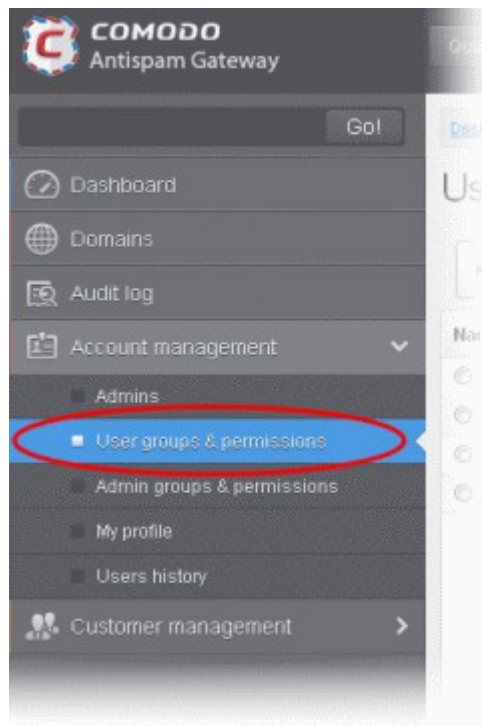 COMODO
Antispam Gateway
Go!
Dashboard
Domains
Audit log
Account management
Admins
User groups & permissions
Admin groups & permissions
My profile
Users history
Customer management
Us